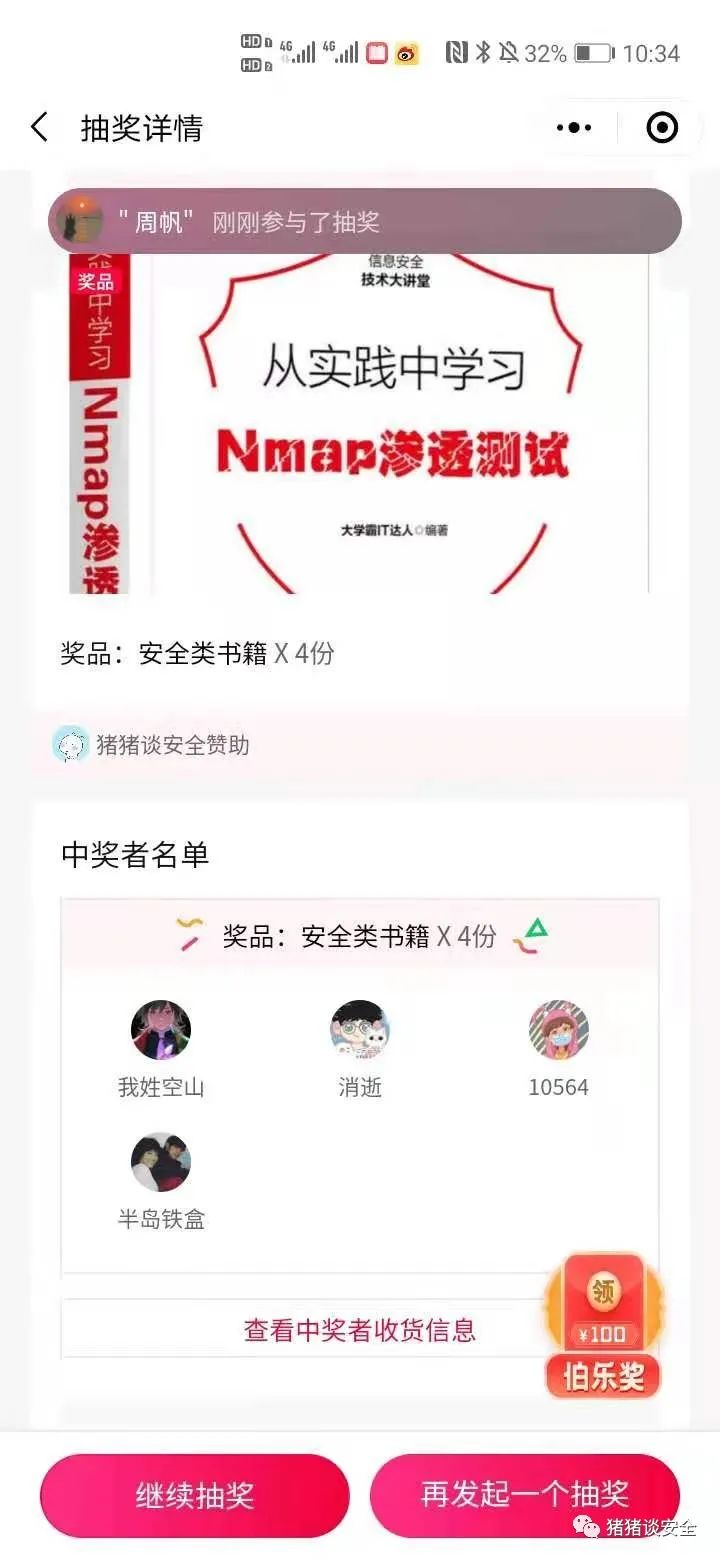 HD 1 4G 4G 32% 10:34
HD 2
抽奖详情
"周帆" 刚刚参与了抽奖
奖品
中学习
Nmap渗透
信息安全
技术大讲堂
从实践中学习
Nmap渗透测试
大学霸IT达人◎编著
奖品：安全类书籍 X 4份
猪猪谈安全赞助
中奖者名单
奖品：安全类书籍 X 4份
我姓空山 消逝 10564
半岛铁盒
领
¥100
伯乐奖
查看中奖者收货信息
继续抽奖 再发起一个抽奖
猪猪谈安全